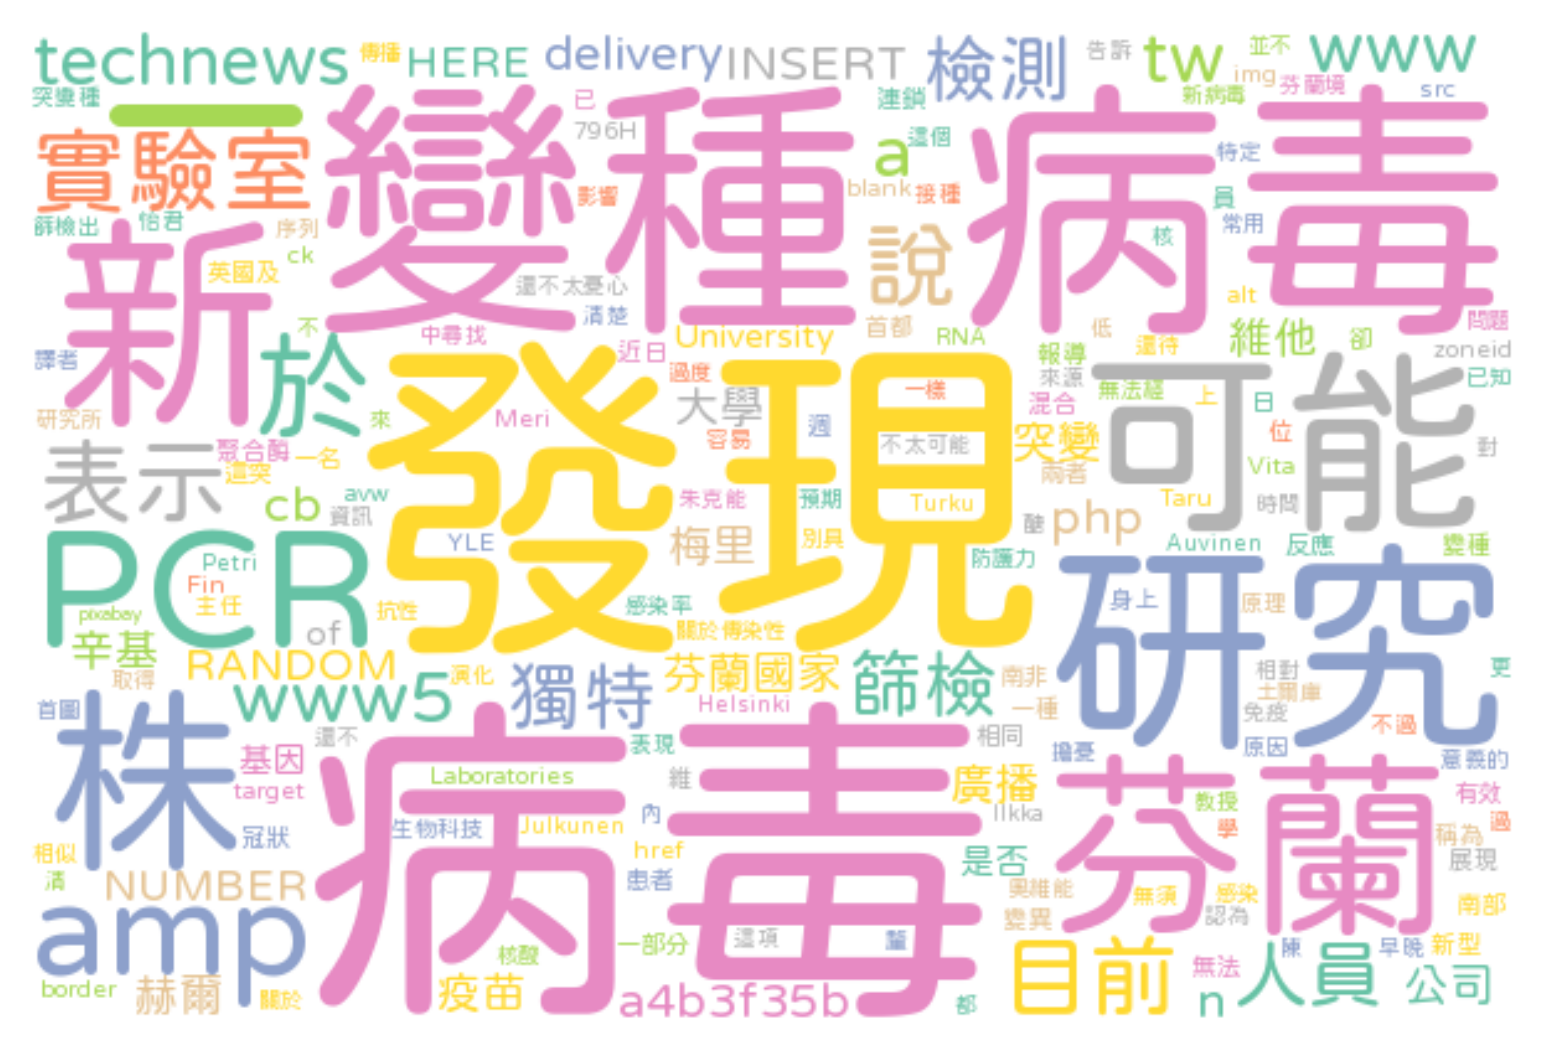 technews 傳播 HERE delivery INSERT 檢測 告訴 tw 並不 www
突變種 已 連鎖 新病毒 img 芬蘭境 src
實驗室 變種病毒 796H a 這個 特定
影響 blank 接種 員 常用
篩檢出 怡君 序列 說 核
新 英國及 ck 還不太憂心 清楚 首都 alt
不 中尋找 近日 University RNA 低 還待 維他 卻 問題
譯者 於 發現 過度 報導 來源 可能 zoneid 已知
研究所 來 Meri 大學 一樣 混合 無法經 上 日
表示 聚合酶 這突 一名 容易 週 不太可能 突變 兩者 位 對
cb avw 資訊 朱克能 預期 Turku 醣 php Taru Vita 時間
PCR YLE 梅里 別具 防護力 Auvinen 反應 變種
Petri Fin 主任 抗性 感染率 研究 身上 原理
pixabay 辛基 of 關於傳染性
取得 RANDOM 演化 獨特 芬蘭國家 篩檢 南非 相對 更
首圖 www5 Helsinki 一種 土爾庫 免疫 不過
株 還不 病毒 表現 相同 擔憂 原因 意義的
基因 target Laboratories 維 廣播 芬蘭 教授 有效
冠狀 生物科技 Julkunen 內 Ilkka 學 過 稱為
相似 清 href 患者 是否 展現
NUMBER 奧維能 無須 感染 南部
amp 核酸 一部分 這項 變異 認為
border 赫爾 關於 疫苗 a4b3f35b 都 目前 無法 n 人員 陳 早晚 新型 公司